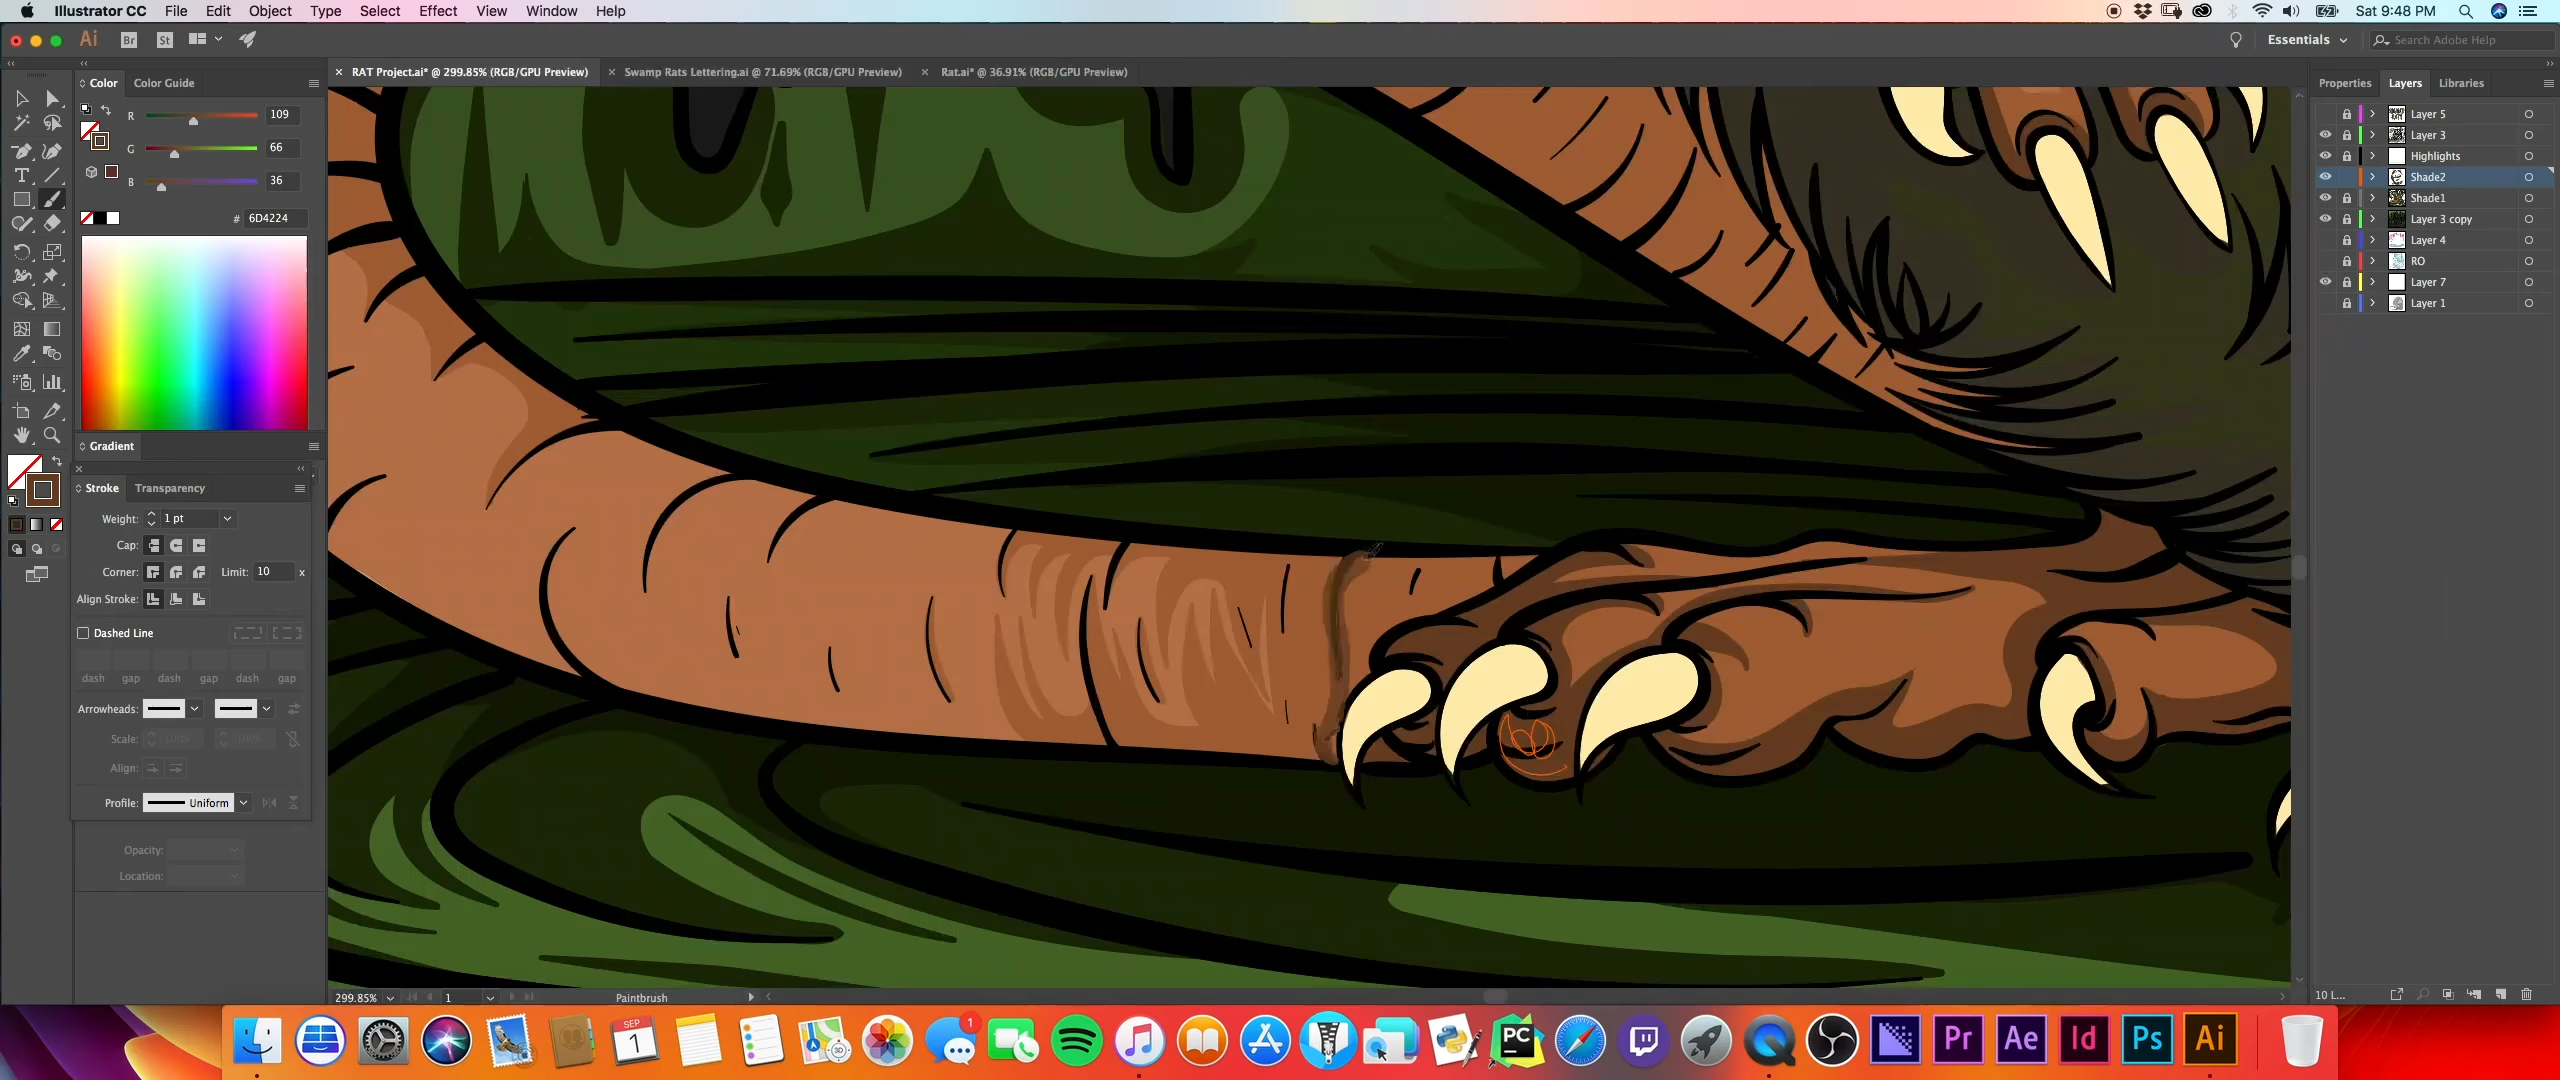 Illustrator CC File Edit Object Type Select Effect View Window Help Sat 9:48 PM
Ai Br St Essentials Search Adobe Help
RAT Project.ai* @ 299.85% (RGB/GPU Preview) Swamp Rats Lettering.ai @ 71.69% (RGB/GPU Preview) Rat.ai* @ 36.91% (RGB/GPU Preview)
Color Color Guide
R 109
G 66
B 36
# 6D4224
Gradient
Stroke Transparency
Weight: 1 pt
Cap:
Corner: Limit: 10 x
Align Stroke:
Dashed Line
dash gap dash gap dash gap
Arrowheads:
Scale: 100% 100%
Align:
Profile: Uniform
Opacity:
Location:
Properties Layers Libraries
Layer 5
Layer 3
Highlights
Shade2
Shade1
Layer 3 copy
Layer 4
RO
Layer 7
Layer 1
10 L...
299.85% 1 Paintbrush
SEP
1
3D
1
PC
Pr
Ae
Id
Ps
Ai